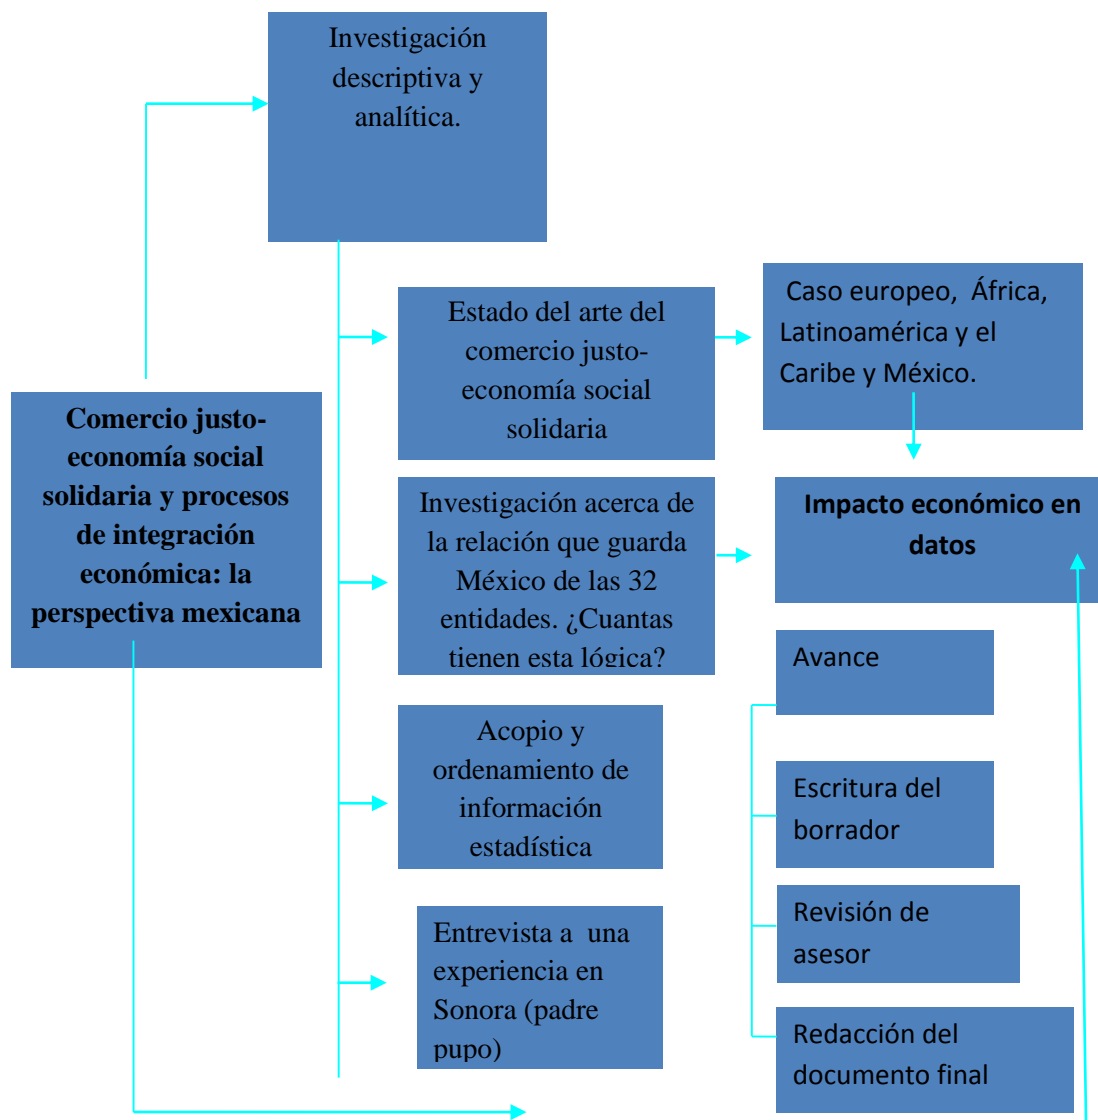 Investigación
descriptiva y
analítica.
Comercio justo-
economía social
solidaria y procesos
de integración
económica: la
perspectiva mexicana
Estado del arte del
comercio justo-
economía social
solidaria
Caso europeo, África,
Latinoamérica y el
Caribe y México.
Investigación acerca de
la relación que guarda
México de las 32
entidades. ¿Cuantas
tienen esta lógica?
Impacto económico en
datos
Acopio y
ordenamiento de
información
estadística
Entrevista a una
experiencia en
Sonora (padre
pupo)
Avance
Escritura del
borrador
Revisión de
asesor
Redacción del
documento final